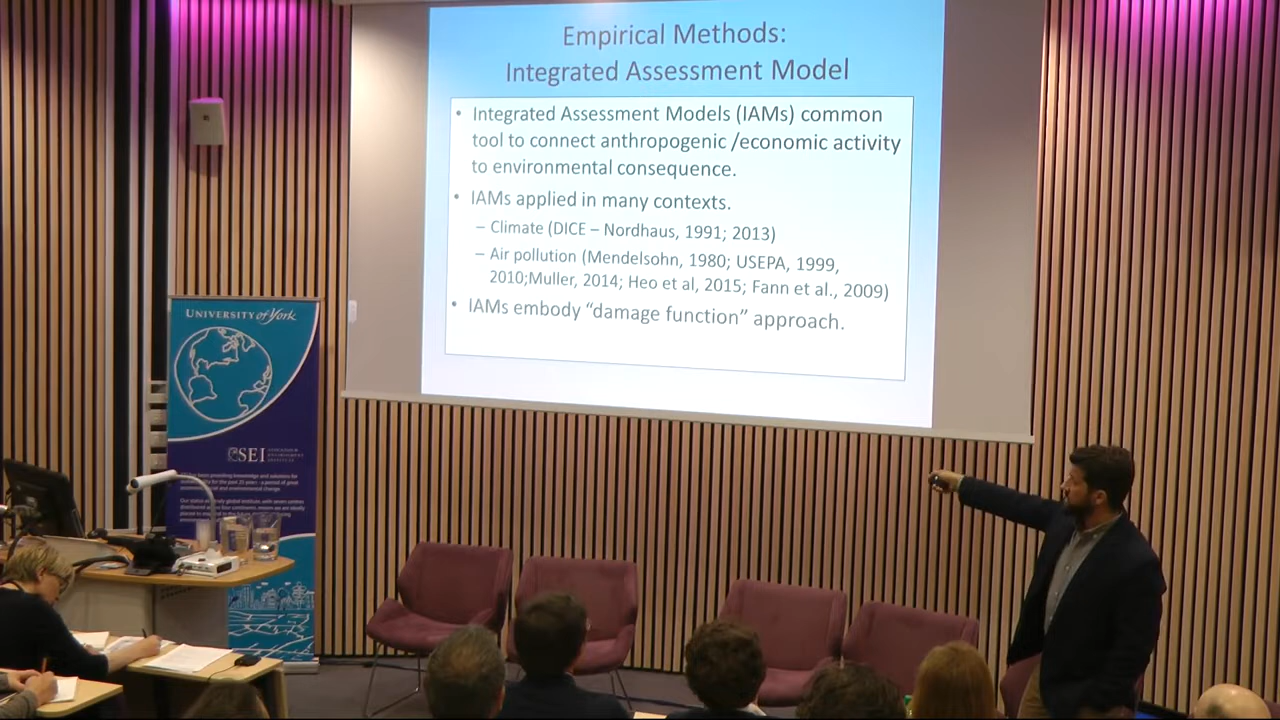 Empirical Methods:
Integrated Assessment Model
• Integrated Assessment Models (IAMs) common
tool to connect anthropogenic /economic activity
to environmental consequence.
• IAMs applied in many contexts.
– Climate (DICE – Nordhaus, 1991; 2013)
– Air pollution (Mendelsohn, 1980; USEPA, 1999,
2010;Muller, 2014; Heo et al, 2015; Fann et al., 2009)
• IAMs embody “damage function” approach.
UNIVERSITY of York
SEI